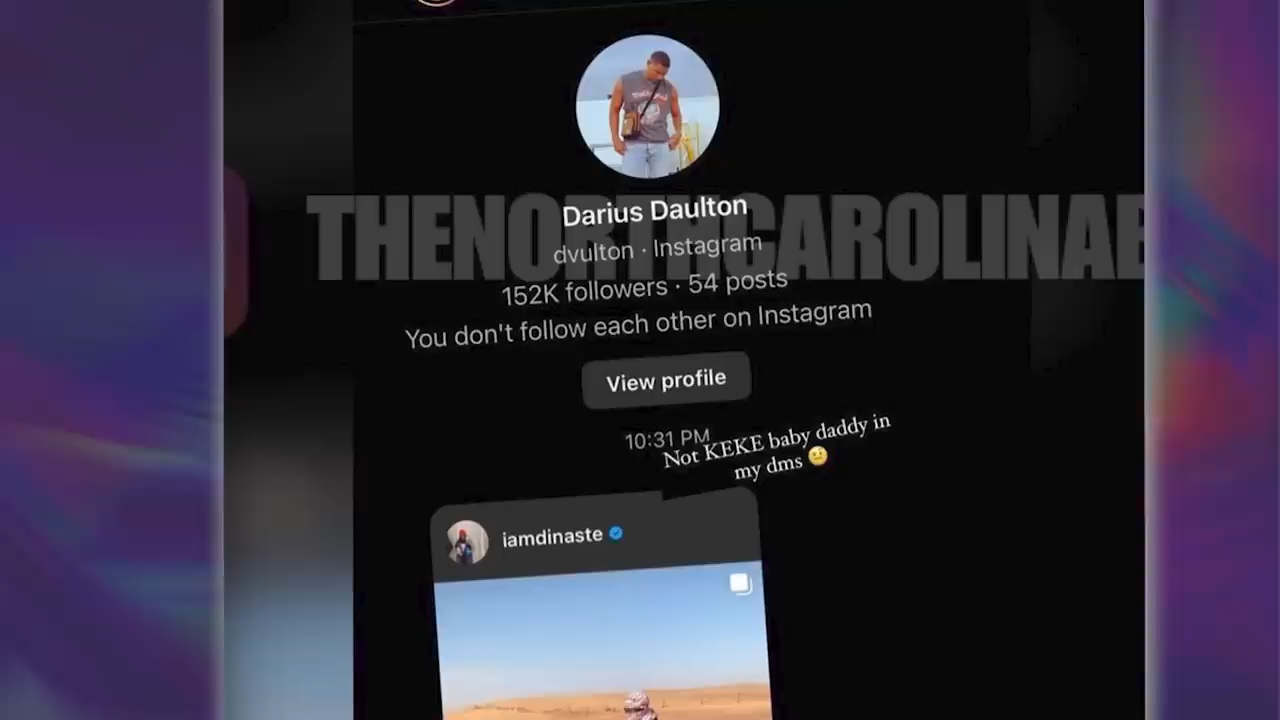 THENORTHCAROLINAB
Darius Daulton
dvulton · Instagram
152K followers · 54 posts
You don't follow each other on Instagram
View profile
10:31 PM
Not KEKE baby daddy in
my dms 🤨
iamdinaste